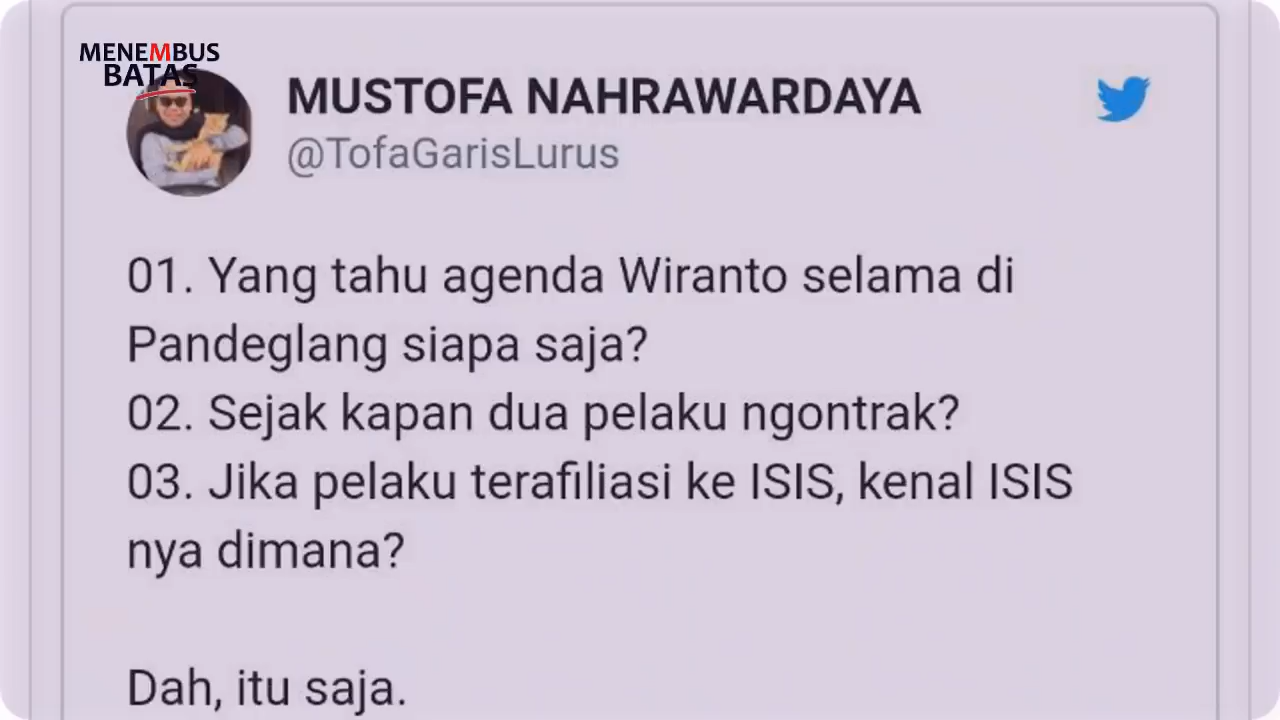 MENEMBUS
BATAS
MUSTOFA NAHRAWARDAYA
@TofaGarisLurus
01. Yang tahu agenda Wiranto selama di
Pandeglang siapa saja?
02. Sejak kapan dua pelaku ngontrak?
03. Jika pelaku terafiliasi ke ISIS, kenal ISIS
nya dimana?
Dah, itu saja.